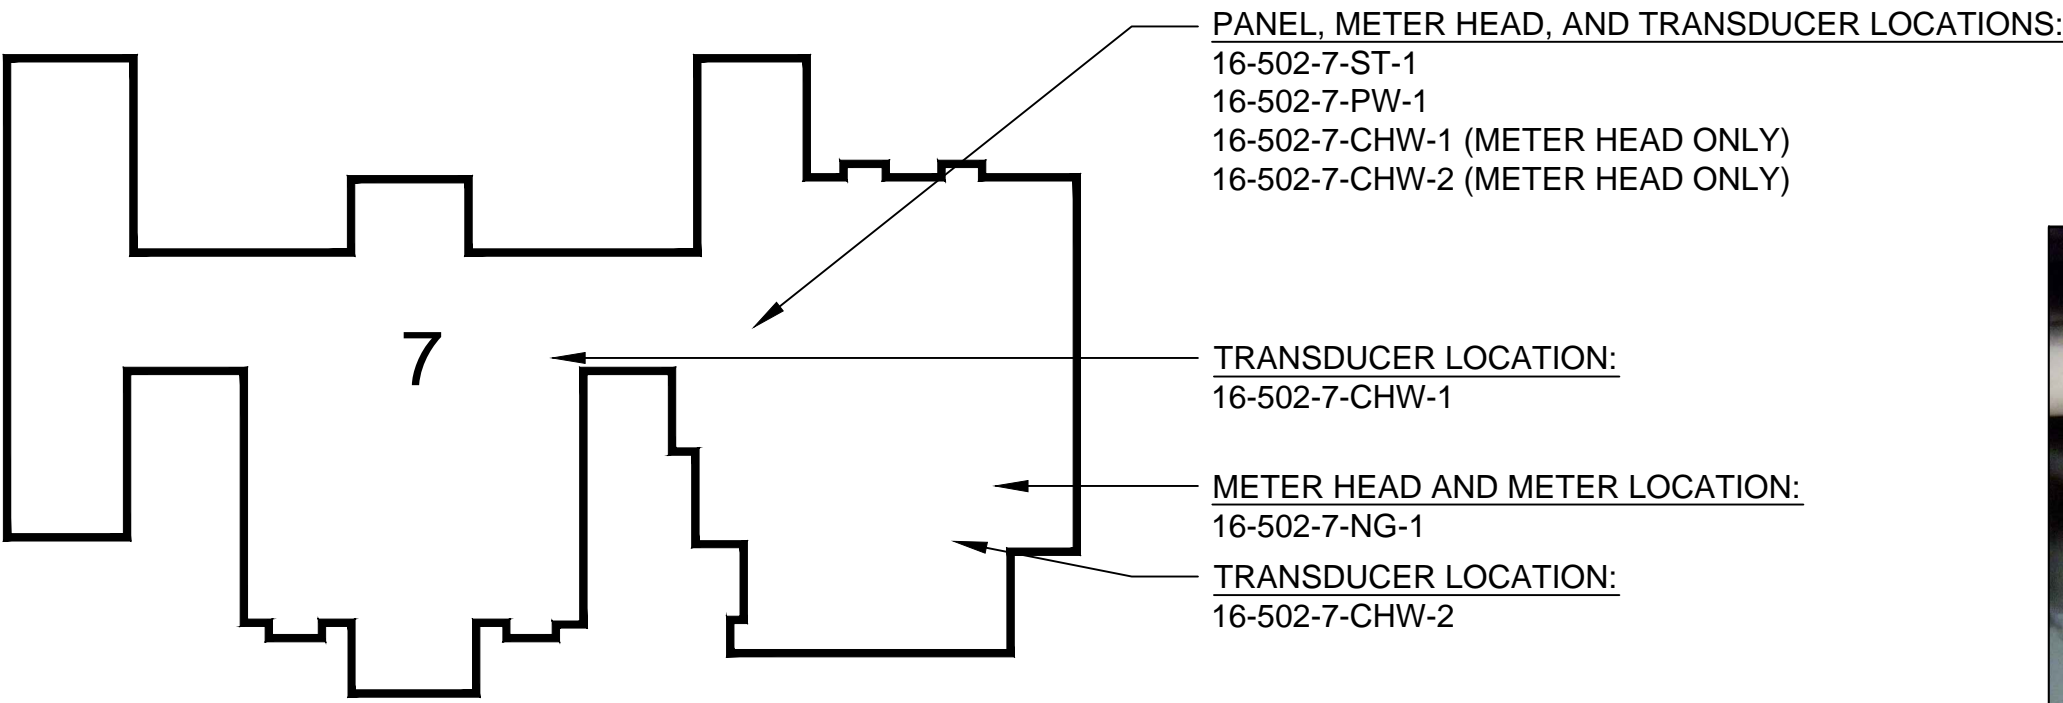 PANEL, METER HEAD, AND TRANSDUCER LOCATIONS:
16-502-7-ST-1
16-502-7-PW-1
16-502-7-CHW-1 (METER HEAD ONLY)
16-502-7-CHW-2 (METER HEAD ONLY)
7
TRANSDUCER LOCATION:
16-502-7-CHW-1
METER HEAD AND METER LOCATION:
16-502-7-NG-1
TRANSDUCER LOCATION:
16-502-7-CHW-2